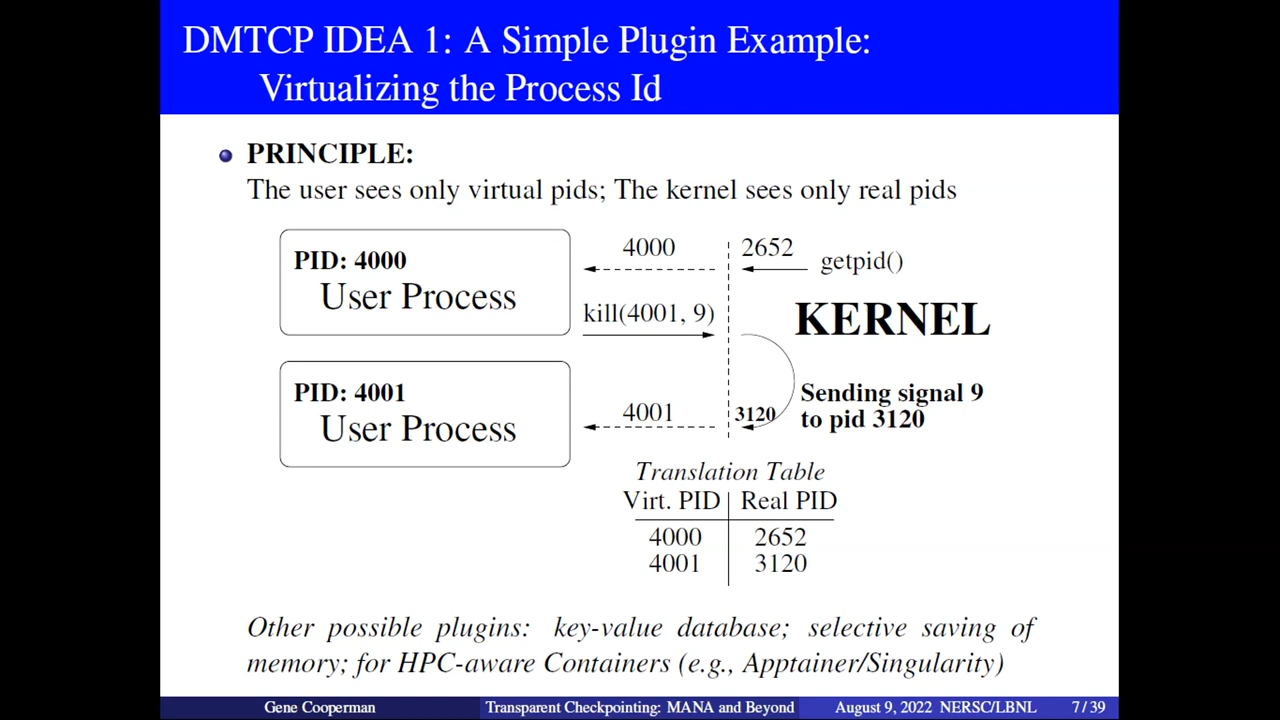 DMTCP IDEA 1: A Simple Plugin Example:
Virtualizing the Process Id
PRINCIPLE:
The user sees only virtual pids; The kernel sees only real pids
PID: 4000
User Process
4000
2652
getpid()
kill(4001, 9)
KERNEL
PID: 4001
User Process
4001
3120
Sending signal 9
to pid 3120
Translation Table
Virt. PID Real PID
4000 2652
4001 3120
Other possible plugins: key-value database; selective saving of
memory; for HPC-aware Containers (e.g., Apptainer/Singularity)
Gene Cooperman Transparent Checkpointing: MANA and Beyond August 9, 2022 NERSC/LBNL 7 / 39